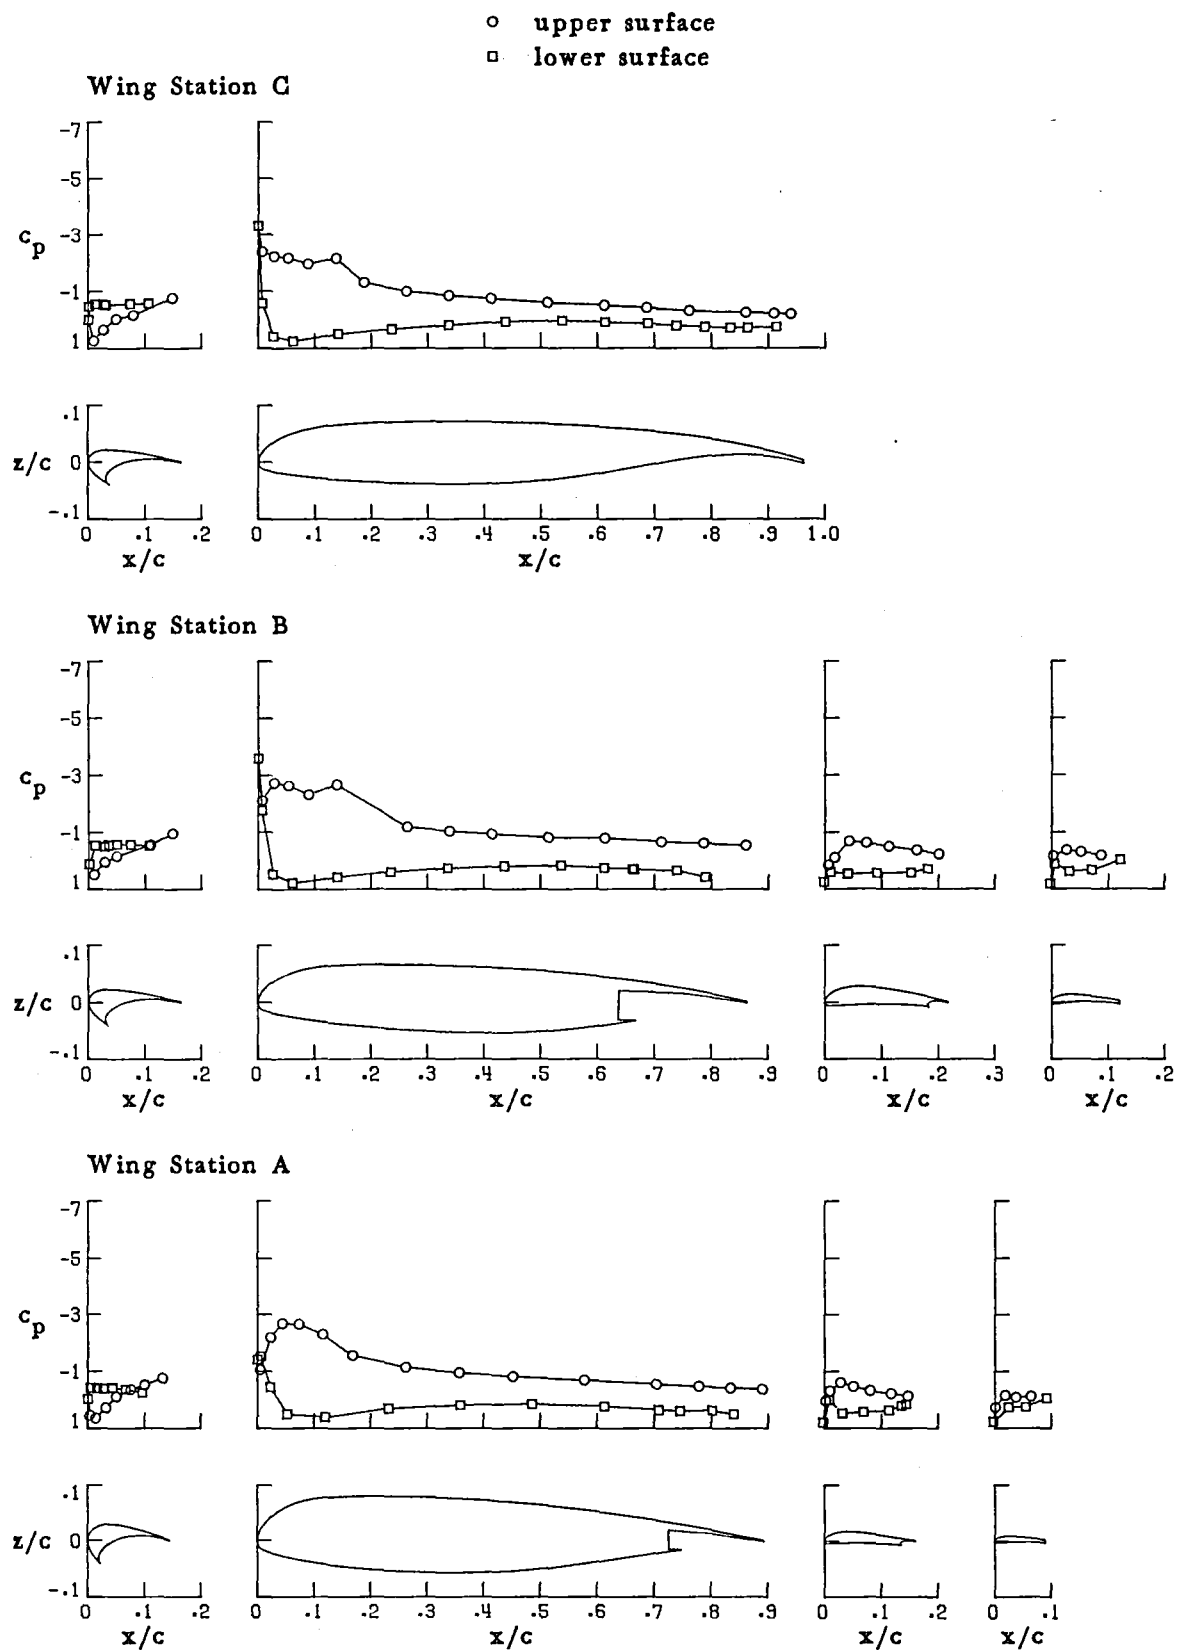 upper surface
lower surface
Wing Station C
-7
-5
-3
-1
1
c_p
.1
0
-.1
z/c
0 .1 .2
x/c
0 .1 .2 .3 .4 .5 .6 .7 .8 .9 1.0
x/c
Wing Station B
-7
-5
-3
-1
1
c_p
.1
0
-.1
z/c
0 .1 .2
x/c
0 .1 .2 .3 .4 .5 .6 .7 .8 .9
x/c
0 .1 .2 .3
x/c
0 .1 .2
x/c
Wing Station A
-7
-5
-3
-1
1
c_p
.1
0
-.1
z/c
0 .1 .2
x/c
0 .1 .2 .3 .4 .5 .6 .7 .8 .9
x/c
0 .1 .2
x/c
0 .1
x/c